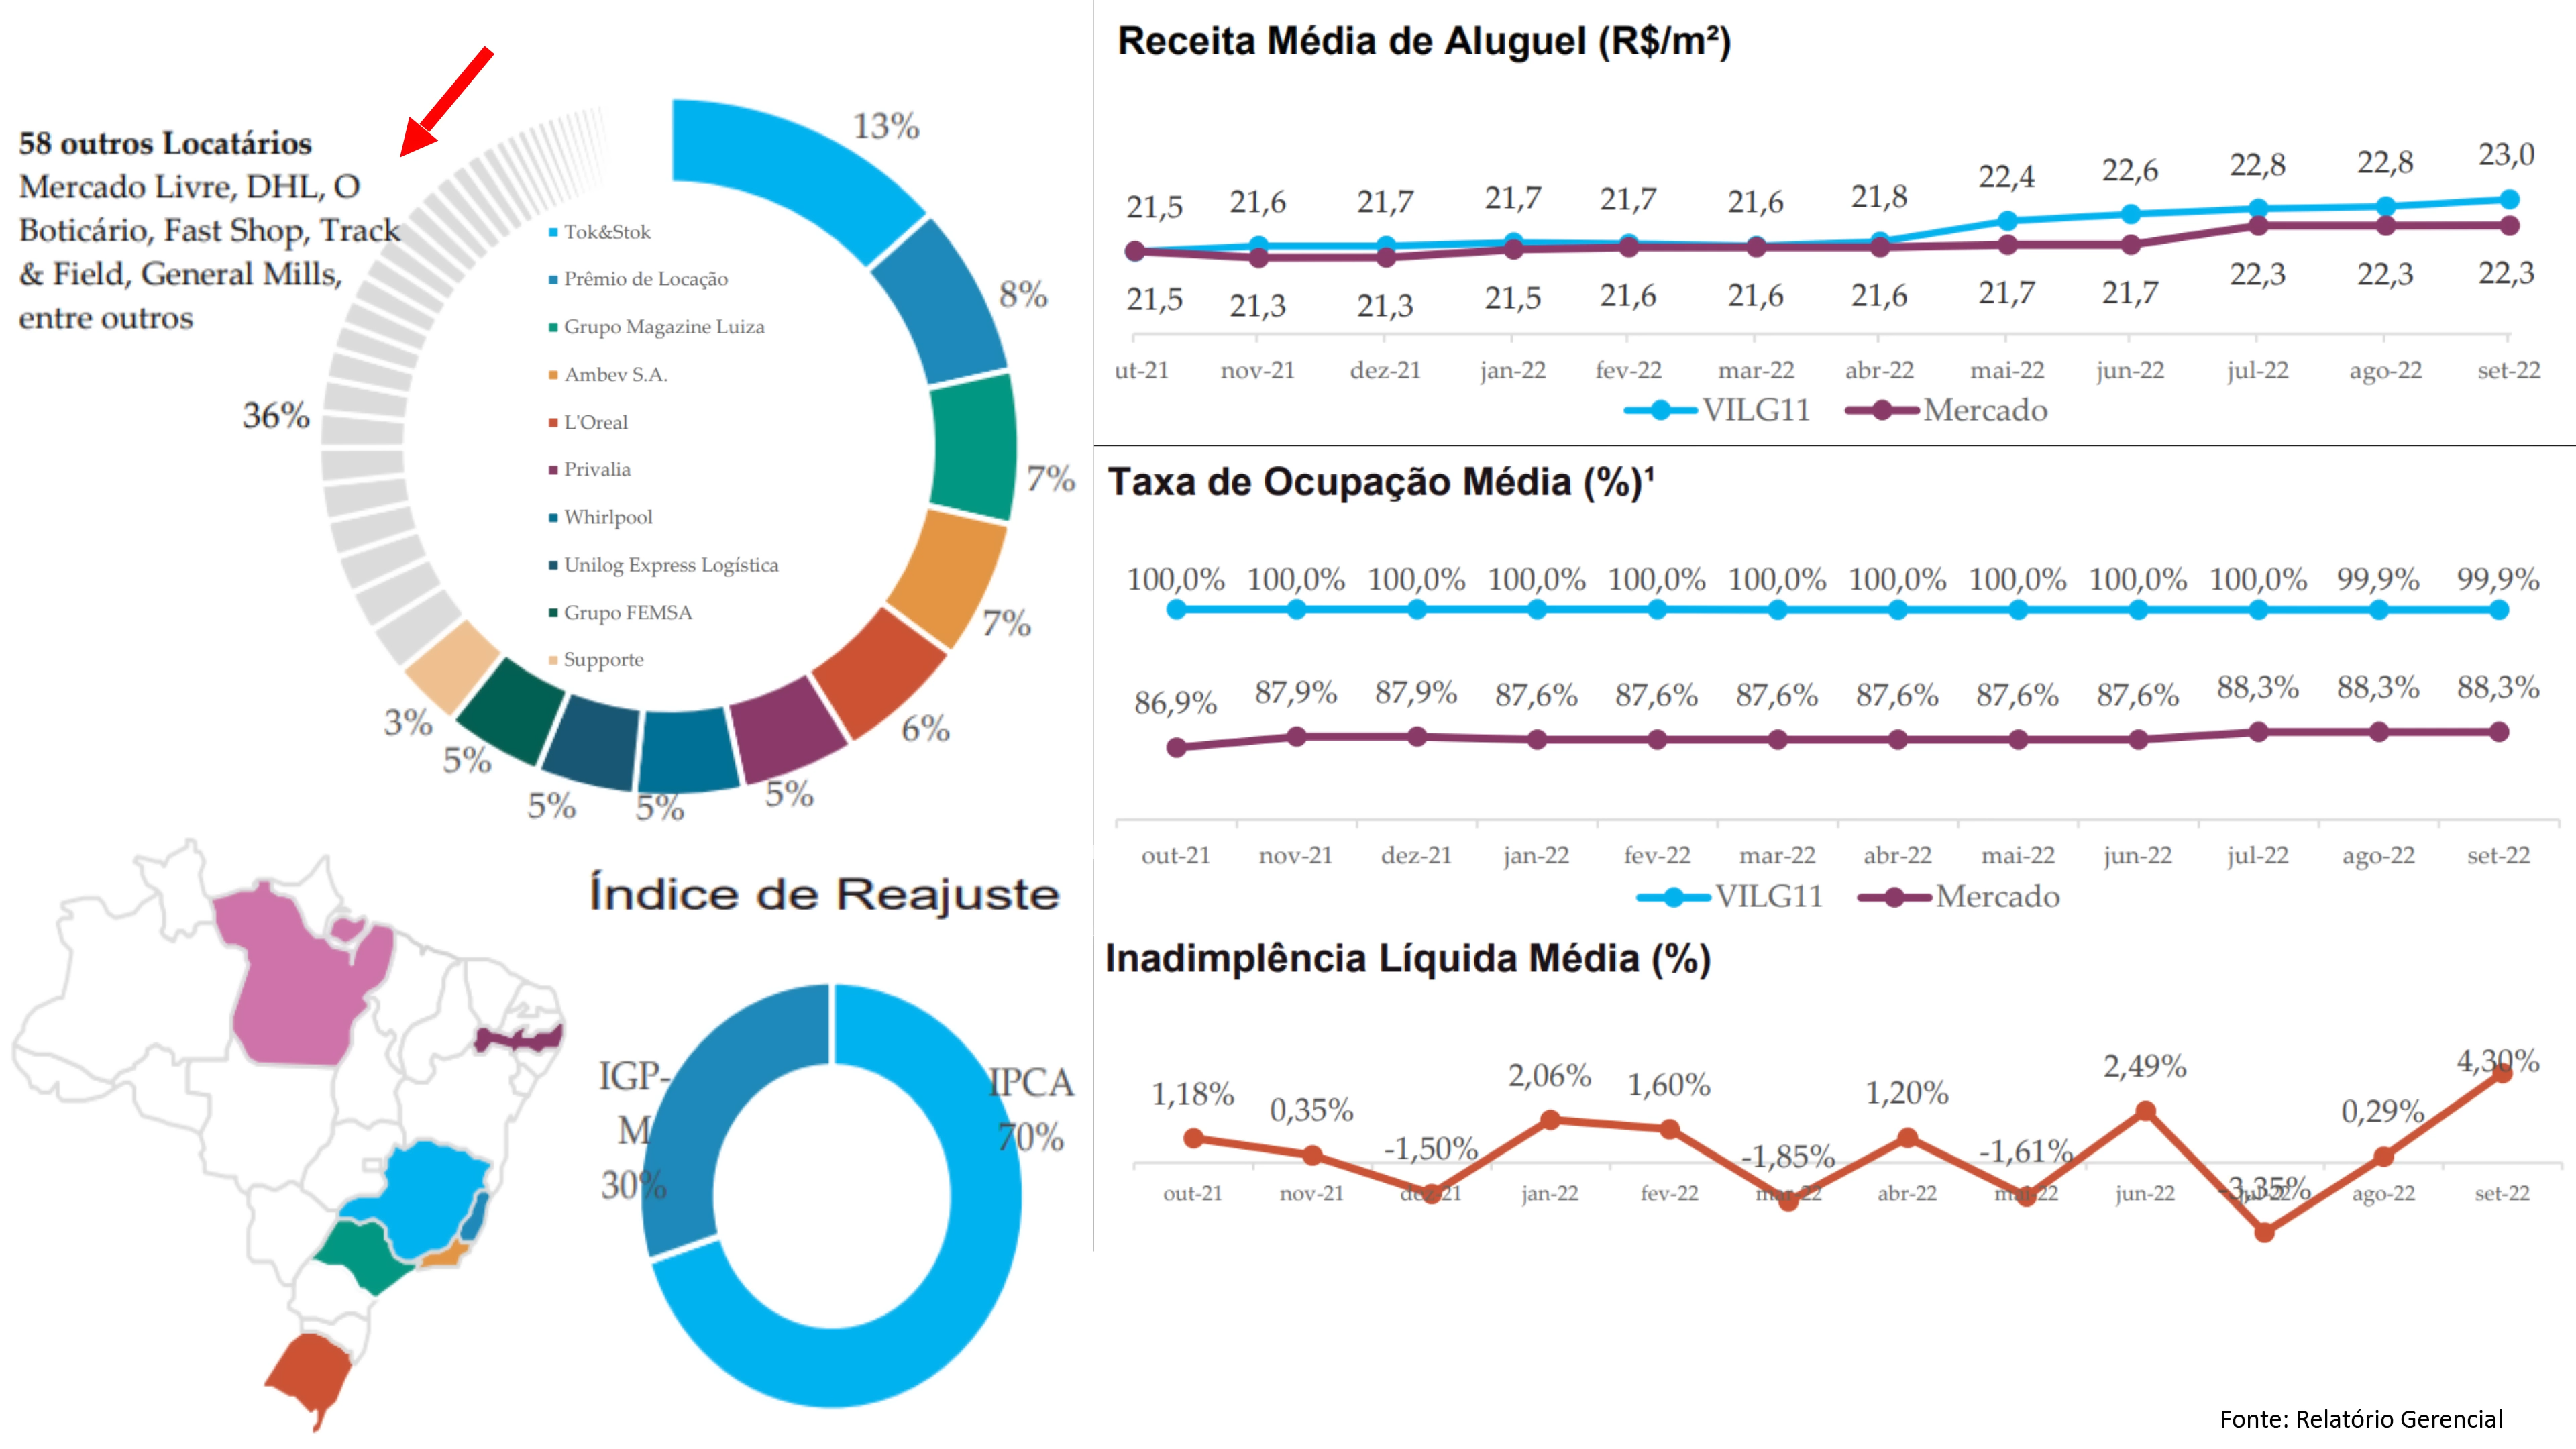 58 outros Locatários
Mercado Livre, DHL, O
Boticário, Fast Shop, Track
& Field, General Mills,
entre outros
13%
8%
7%
7%
6%
5%
5%
5%
5%
3%
36%
Tok&Stok
Prêmio de Locação
Grupo Magazine Luiza
Ambev S.A.
L'Oreal
Privalia
Whirlpool
Unilog Express Logística
Grupo FEMSA
Supporte
Índice de Reajuste
IGP-
M
30%
IPCA
70%
Receita Média de Aluguel (R$/m²)
21,5 21,6 21,7 21,7 21,7 21,6 21,8 22,4 22,6 22,8 22,8 23,0
21,5 21,3 21,3 21,5 21,6 21,6 21,6 21,7 21,7 22,3 22,3 22,3
ut-21 nov-21 dez-21 jan-22 fev-22 mar-22 abr-22 mai-22 jun-22 jul-22 ago-22 set-22
VILG11 Mercado
Taxa de Ocupação Média (%)¹
100,0% 100,0% 100,0% 100,0% 100,0% 100,0% 100,0% 100,0% 100,0% 100,0% 99,9% 99,9%
86,9% 87,9% 87,9% 87,6% 87,6% 87,6% 87,6% 87,6% 87,6% 88,3% 88,3% 88,3%
out-21 nov-21 dez-21 jan-22 fev-22 mar-22 abr-22 mai-22 jun-22 jul-22 ago-22 set-22
VILG11 Mercado
Inadimplência Líquida Média (%)
1,18% 0,35% -1,50% 2,06% 1,60% -1,85% 1,20% -1,61% 2,49% -3,35% 0,29% 4,30%
out-21 nov-21 dez-21 jan-22 fev-22 mar-22 abr-22 mai-22 jun-22 jul-22 ago-22 set-22
Fonte: Relatório Gerencial